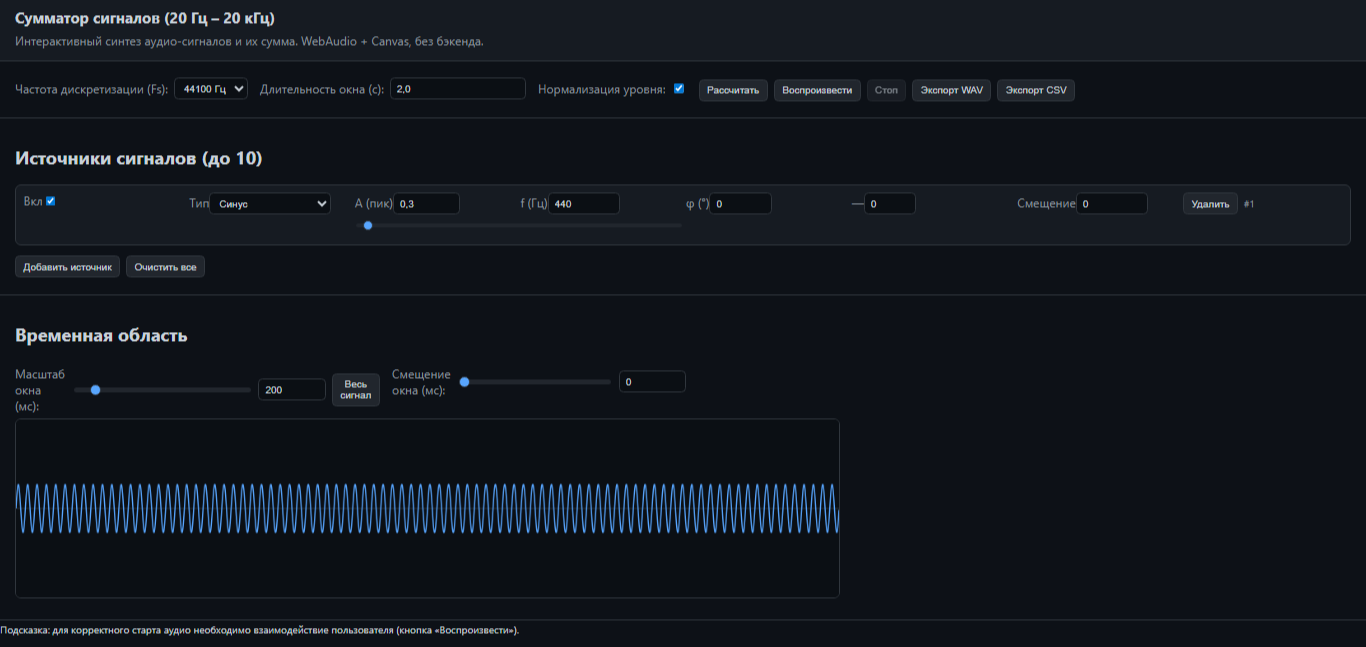 Сумматор сигналов (20 Гц – 20 кГц)
Интерактивный синтез аудио-сигналов и их сумма. WebAudio + Canvas, без бэкенда.
Частота дискретизации (Fs): 44100 Гц Длительность окна (с): 2,0 Нормализация уровня: Рассчитать Воспроизвести Стоп Экспорт WAV Экспорт CSV
Источники сигналов (до 10)
Вкл Тип Синус A (пик) 0,3 f (Гц) 440 φ (°) 0 — 0 Смещение 0 Удалить #1
Добавить источник Очистить все
Временная область
Масштаб
окна
(мс):
200
Весь
сигнал
Смещение
окна (мс):
0
Подсказка: для корректного старта аудио необходимо взаимодействие пользователя (кнопка «Воспроизвести»).